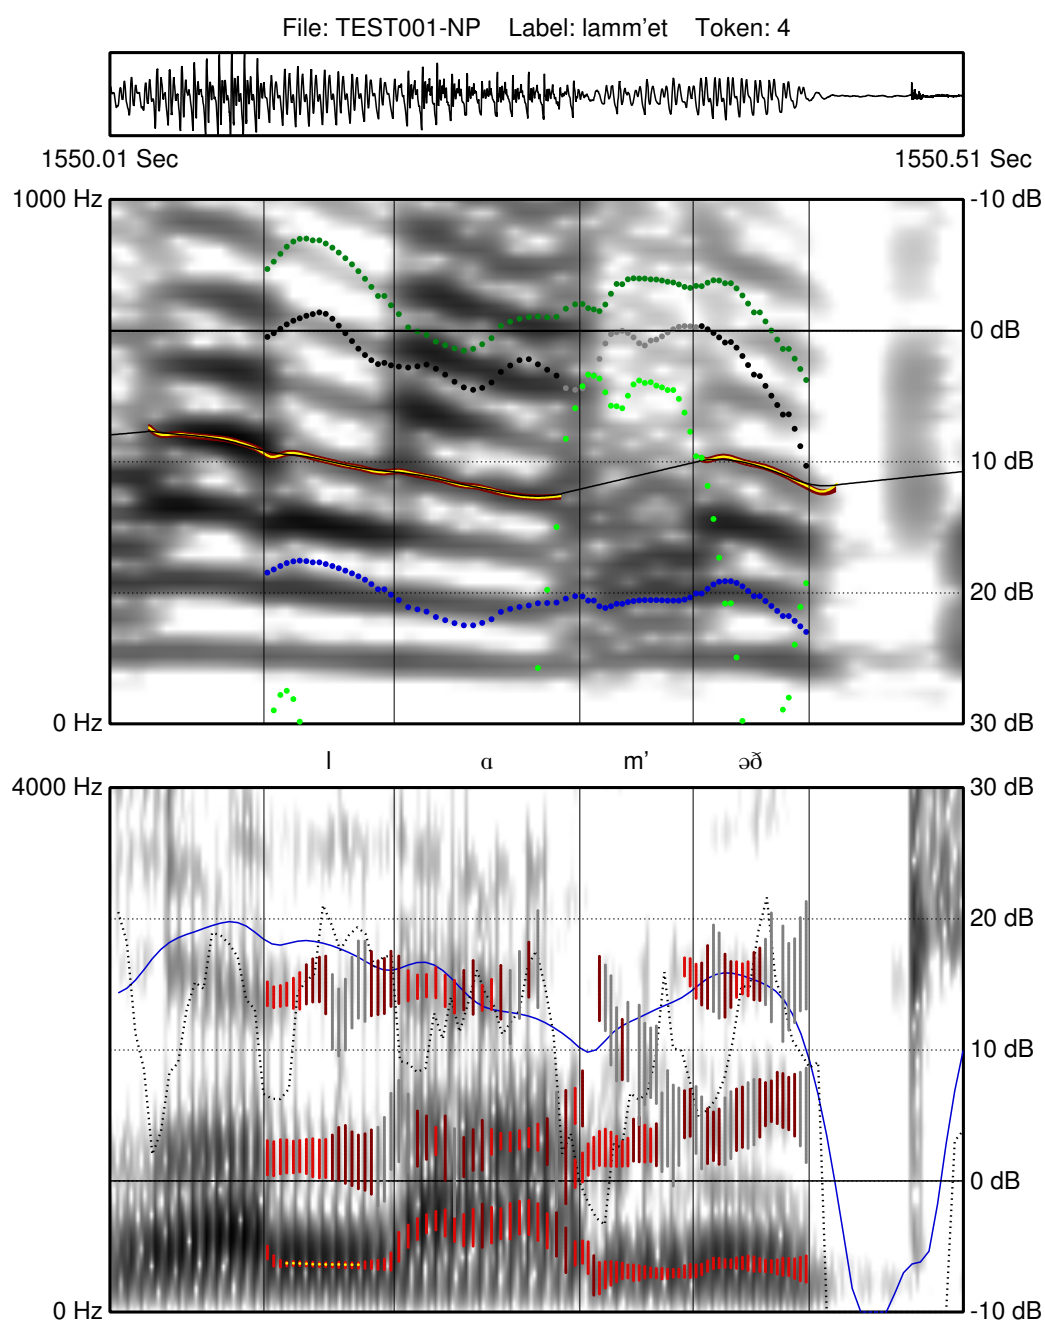 File: TEST001-NP    Label: lamm'et    Token: 4
1550.01 Sec    1550.51 Sec
1000 Hz    -10 dB
0 dB
10 dB
20 dB
0 Hz    30 dB
l    ɑ    m'    əð
4000 Hz    30 dB
20 dB
10 dB
0 dB
0 Hz    -10 dB